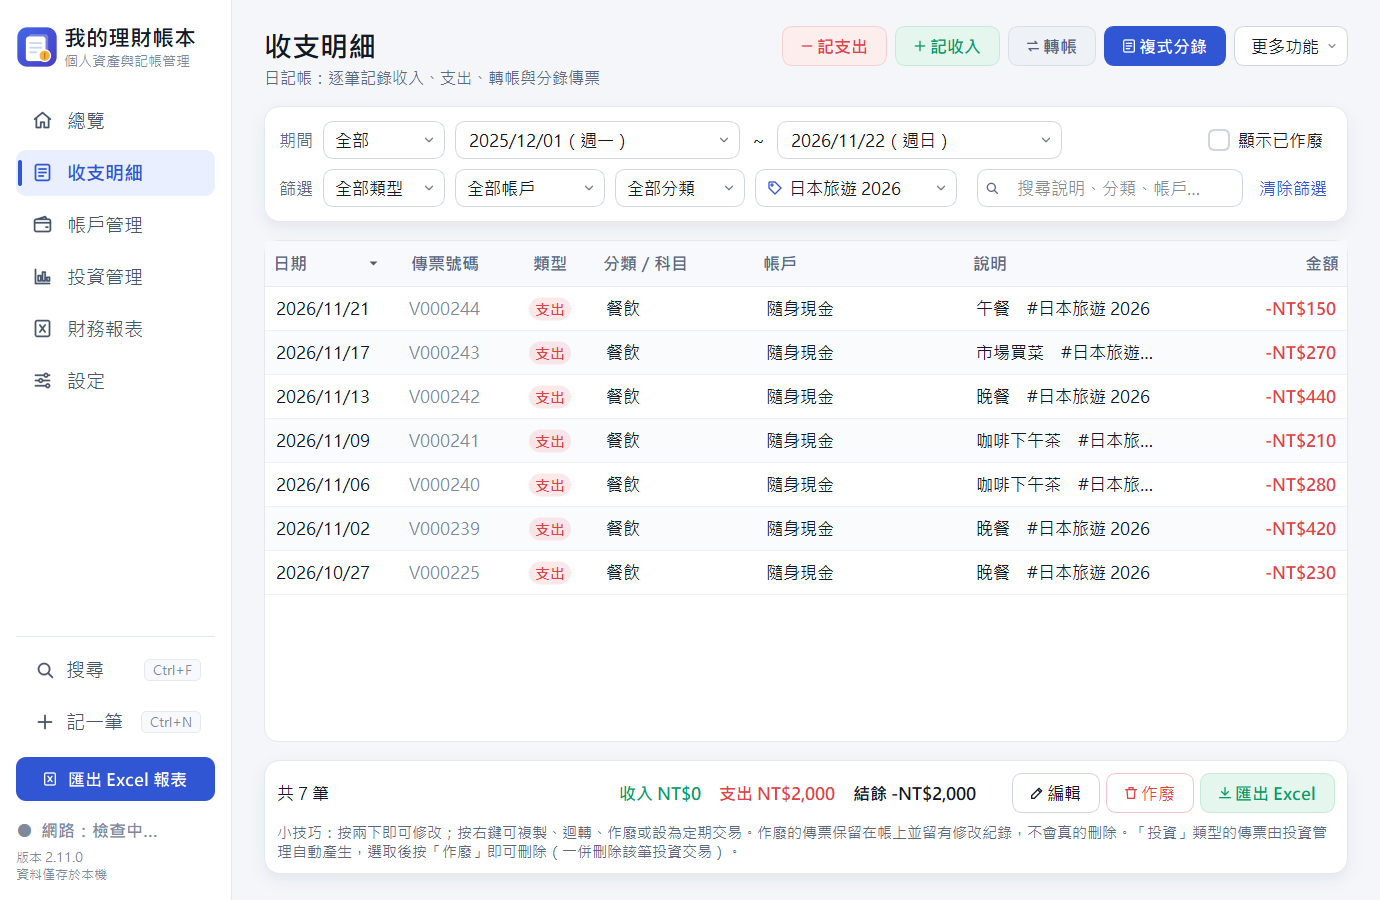 我的理財帳本
個人資產與記帳管理
總覽
收支明細
帳戶管理
投資管理
財務報表
設定
搜尋 Ctrl+F
記一筆 Ctrl+N
匯出 Excel 報表
網路：檢查中...
版本 2.11.0
資料僅存於本機
收支明細
日記帳：逐筆記錄收入、支出、轉帳與分錄傳票
記支出 記收入 轉帳 複式分錄 更多功能
期間 全部 2025/12/01 ( 週一 ) ~ 2026/11/22 ( 週日 ) 顯示已作廢
篩選 全部類型 全部帳戶 全部分類 日本旅遊 2026 搜尋說明、分類、帳戶... 清除篩選
日期 傳票號碼 類型 分類 / 科目 帳戶 說明 金額
2026/11/21 V000244 支出 餐飲 隨身現金 午餐 #日本旅遊 2026 -NT$150
2026/11/17 V000243 支出 餐飲 隨身現金 市場買菜 #日本旅遊... -NT$270
2026/11/13 V000242 支出 餐飲 隨身現金 晚餐 #日本旅遊 2026 -NT$440
2026/11/09 V000241 支出 餐飲 隨身現金 咖啡下午茶 #日本旅... -NT$210
2026/11/06 V000240 支出 餐飲 隨身現金 咖啡下午茶 #日本旅... -NT$280
2026/11/02 V000239 支出 餐飲 隨身現金 晚餐 #日本旅遊 2026 -NT$420
2026/10/27 V000225 支出 餐飲 隨身現金 晚餐 #日本旅遊 2026 -NT$230
共 7 筆 收入 NT$0 支出 NT$2,000 結餘 -NT$2,000 編輯 作廢 匯出 Excel
小技巧：按兩下即可修改；按右鍵可複製、迴轉、作廢或設為定期交易。作廢的傳票保留在帳上並留有修改紀錄，不會真的刪除。「投資」類型的傳票由投資管
理自動產生，選取後按「作廢」即可刪除（一併刪除該筆投資交易）。